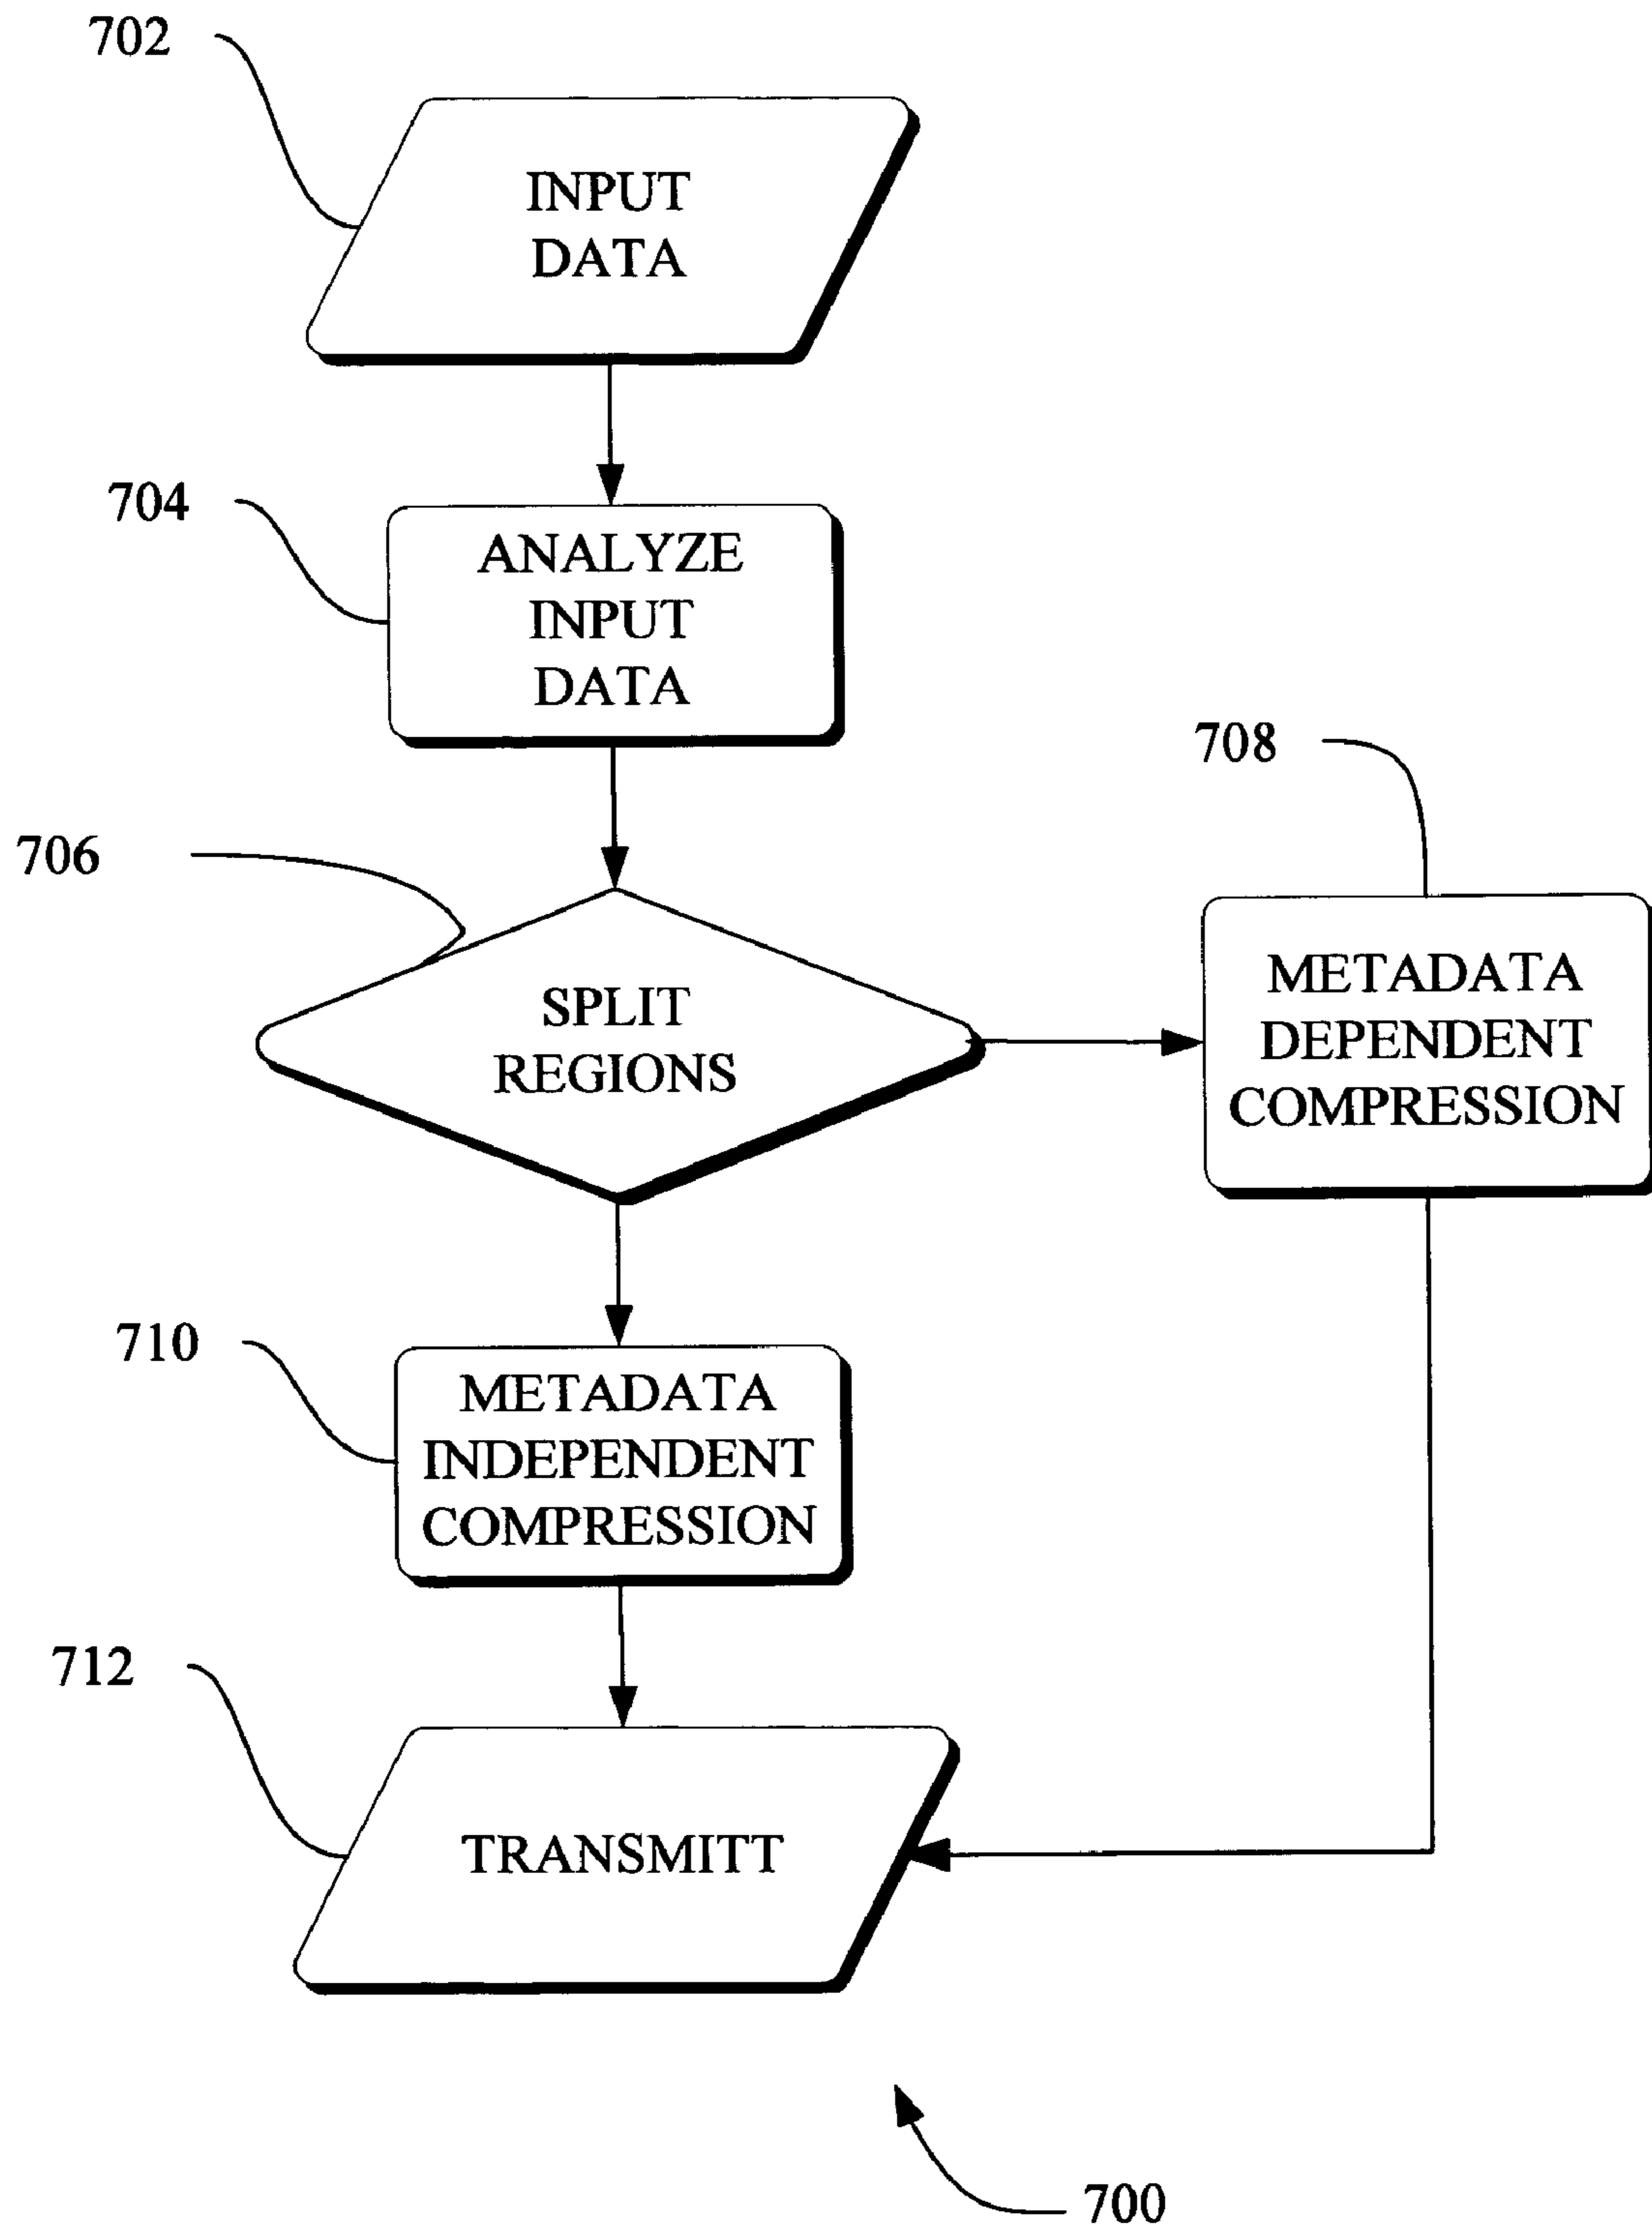 702
INPUT
DATA
704
ANALYZE
INPUT
DATA
708
706
SPLIT
REGIONS
METADATA
DEPENDENT
COMPRESSION
710
METADATA
INDEPENDENT
COMPRESSION
712
TRANSMITT
700